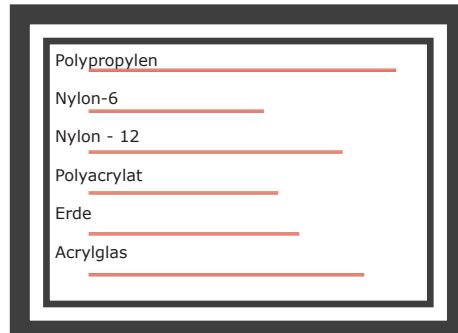 Polypropylen
Nylon-6
Nylon - 12
Polyacrylat
Erde
Acrylglas